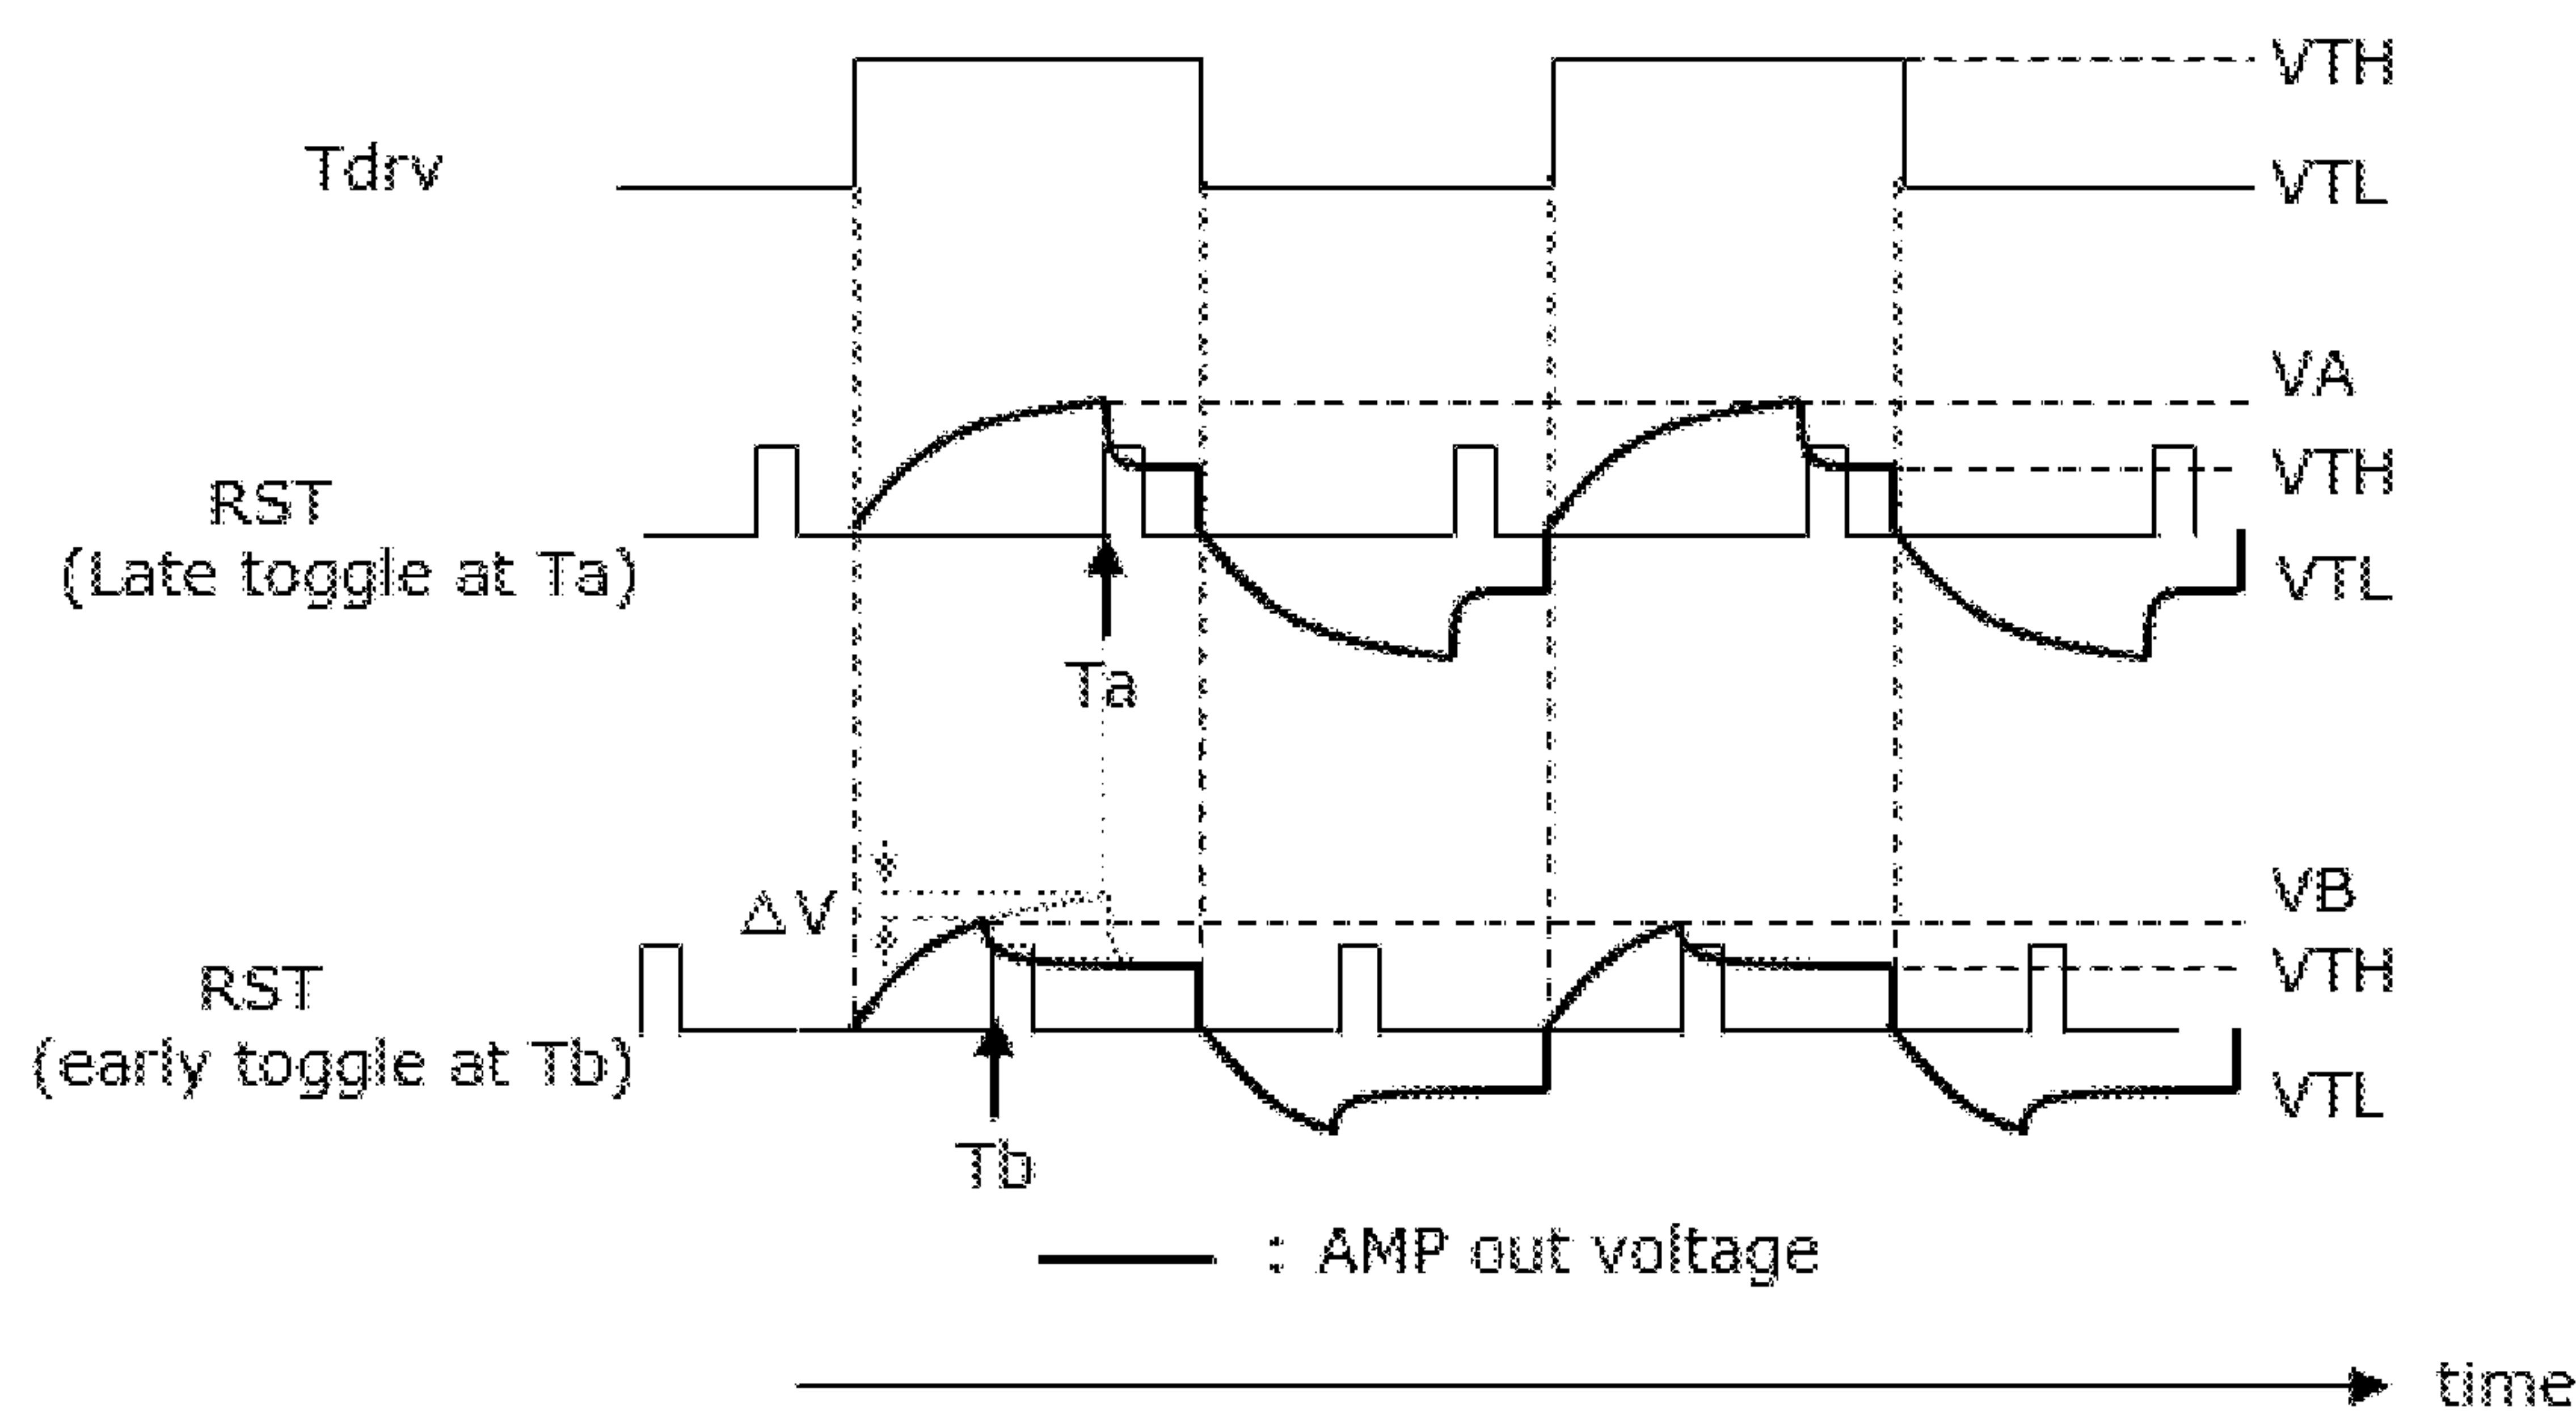 VTH
Tdrv
VTL
VA
RST
VTH
(Late toggle at Ta)
VTL
Ta
ΔV
VB
RST
VTH
(early toggle at Tb)
VTL
Tb
: AMP out voltage
time